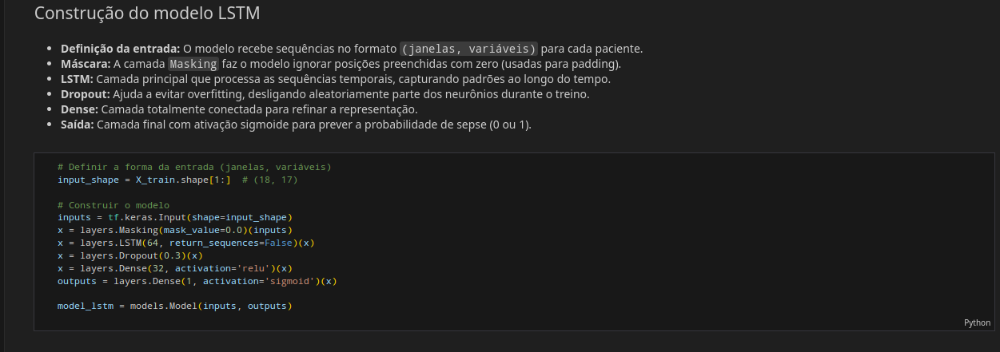 Construção do modelo LSTM
• Definição da entrada: O modelo recebe sequências no formato (janelas, variáveis) para cada paciente.
• Máscara: A camada Masking faz o modelo ignorar posições preenchidas com zero (usadas para padding).
• LSTM: Camada principal que processa as sequências temporais, capturando padrões ao longo do tempo.
• Dropout: Ajuda a evitar overfitting, desligando aleatoriamente parte dos neurônios durante o treino.
• Dense: Camada totalmente conectada para refinar a representação.
• Saída: Camada final com ativação sigmoide para prever a probabilidade de sepse (0 ou 1).
# Definir a forma da entrada (janelas, variáveis)
input_shape = X_train.shape[1:]  # (18, 17)
# Construir o modelo
inputs = tf.keras.Input(shape=input_shape)
x = layers.Masking(mask_value=0.0)(inputs)
x = layers.LSTM(64, return_sequences=False)(x)
x = layers.Dropout(0.3)(x)
x = layers.Dense(32, activation='relu')(x)
outputs = layers.Dense(1, activation='sigmoid')(x)
model_lstm = models.Model(inputs, outputs)
Python